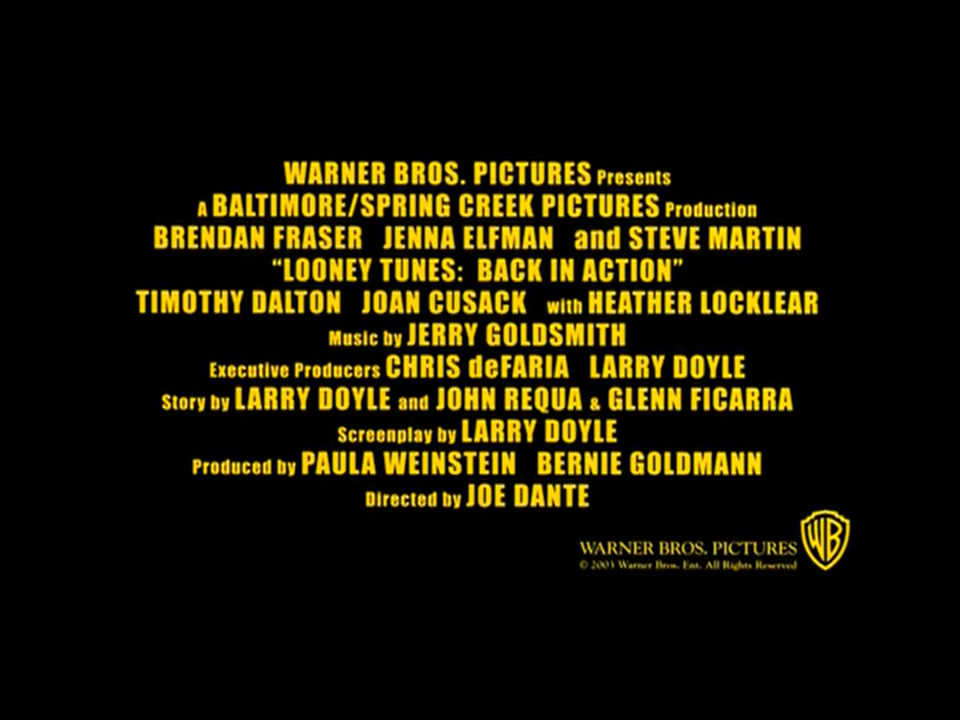 WARNER BROS. PICTURES Presents
A BALTIMORE/SPRING CREEK PICTURES Production
BRENDAN FRASER JENNA ELFMAN and STEVE MARTIN
“LOONEY TUNES: BACK IN ACTION”
TIMOTHY DALTON JOAN CUSACK with HEATHER LOCKLEAR
Music by JERRY GOLDSMITH
Executive Producers CHRIS deFARIA LARRY DOYLE
Story by LARRY DOYLE and JOHN REQUA & GLENN FICARRA
Screenplay by LARRY DOYLE
Produced by PAULA WEINSTEIN BERNIE GOLDMANN
Directed by JOE DANTE
WARNER BROS. PICTURES
© 2003 Warner Bros. Ent. All Rights Reserved
WB